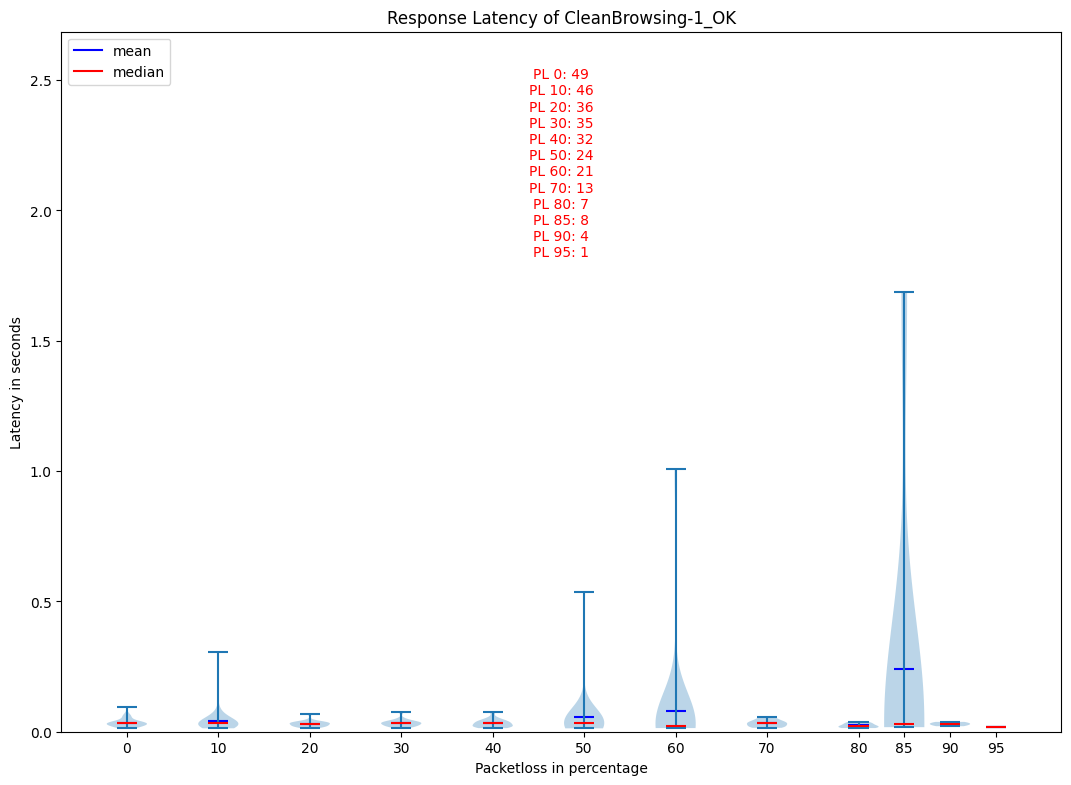 Response Latency of CleanBrowsing-1_OK
mean
median
PL 0: 49
PL 10: 46
PL 20: 36
PL 30: 35
PL 40: 32
PL 50: 24
PL 60: 21
PL 70: 13
PL 80: 7
PL 85: 8
PL 90: 4
PL 95: 1
Latency in seconds
2.5
2.0
1.5
1.0
0.5
0.0
0 10 20 30 40 50 60 70 80 85 90 95
Packetloss in percentage